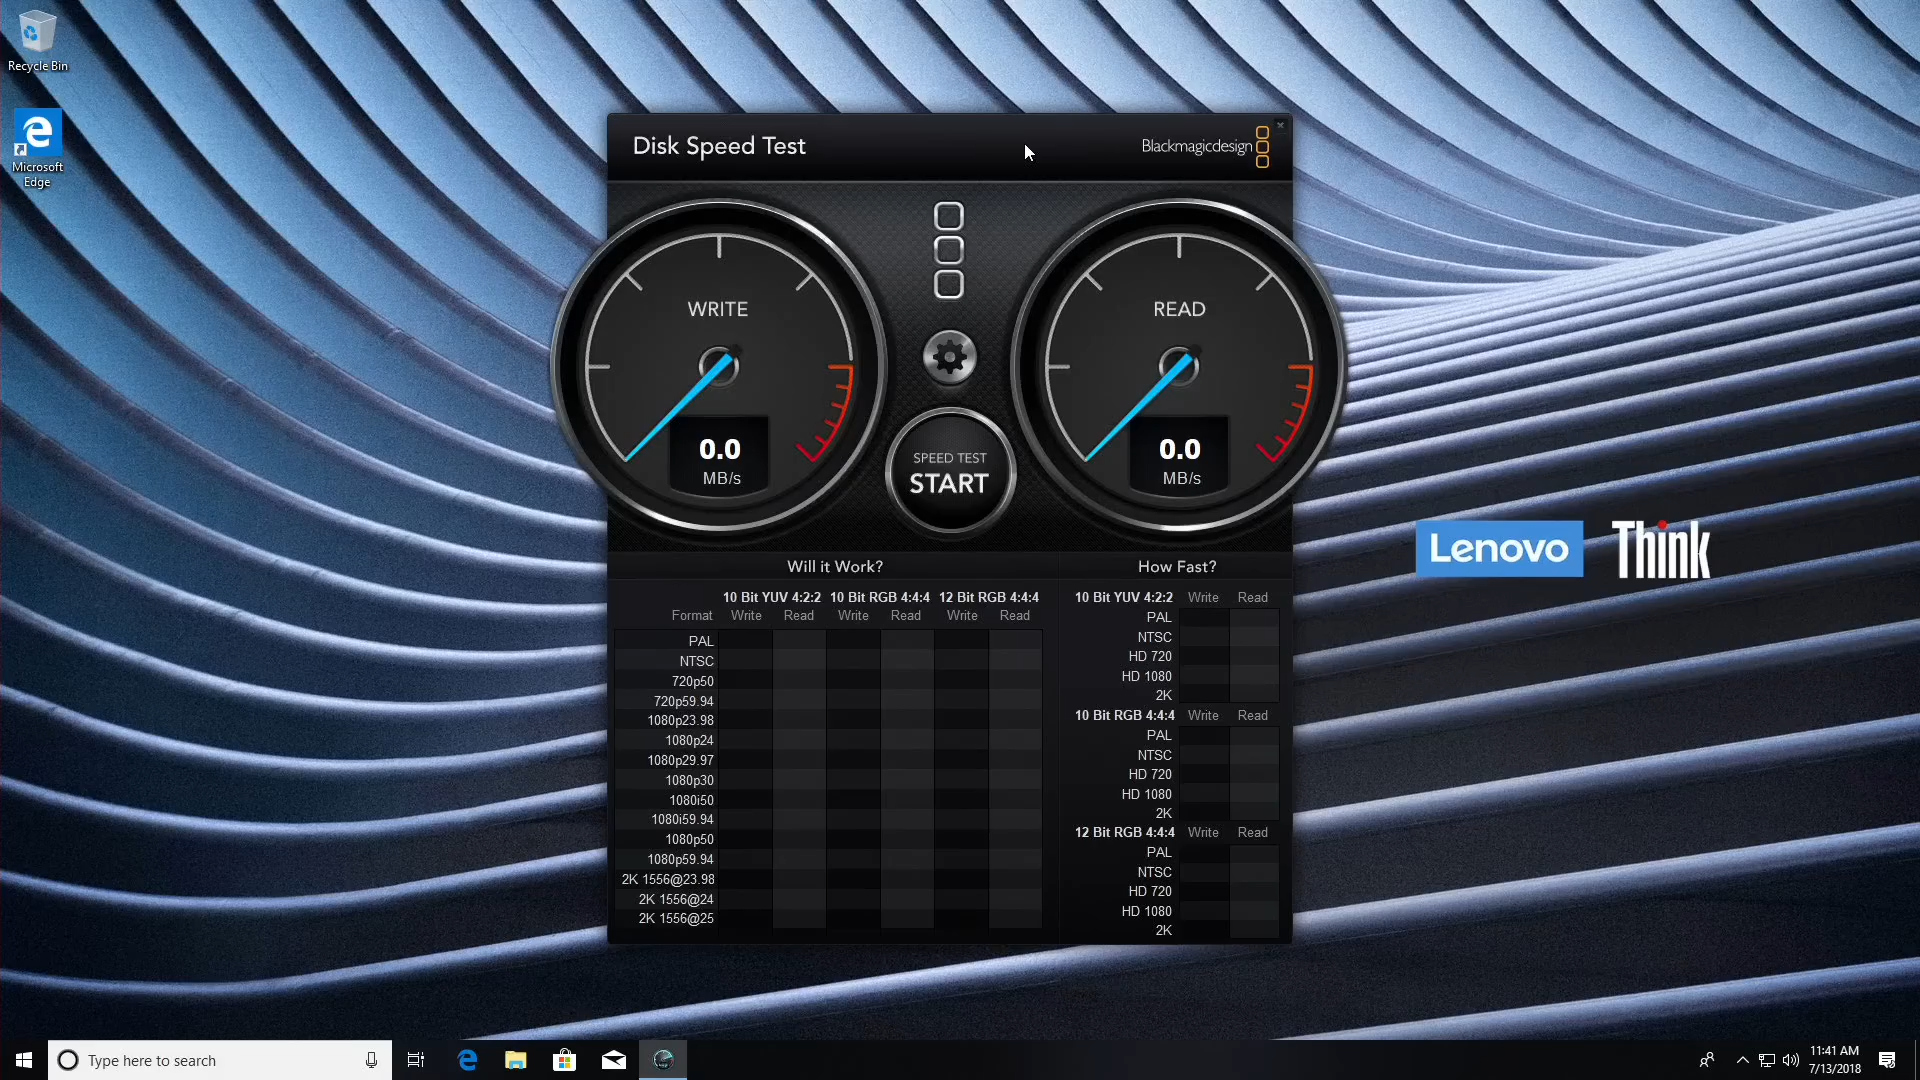 Recycle Bin
Microsoft
Edge
Disk Speed Test
Blackmagicdesign
WRITE
0.0
MB/s
SPEED TEST
START
READ
0.0
MB/s
Lenovo Think
Will it Work?
10 Bit YUV 4:2:2 10 Bit RGB 4:4:4 12 Bit RGB 4:4:4
Format Write Read Write Read Write Read
PAL
NTSC
720p50
720p59.94
1080p23.98
1080p24
1080p29.97
1080p30
1080i50
1080i59.94
1080p50
1080p59.94
2K 1556@23.98
2K 1556@24
2K 1556@25
How Fast?
10 Bit YUV 4:2:2 Write Read
PAL
NTSC
HD 720
HD 1080
2K
10 Bit RGB 4:4:4 Write Read
PAL
NTSC
HD 720
HD 1080
2K
12 Bit RGB 4:4:4 Write Read
PAL
NTSC
HD 720
HD 1080
2K
Type here to search
11:41 AM
7/13/2018